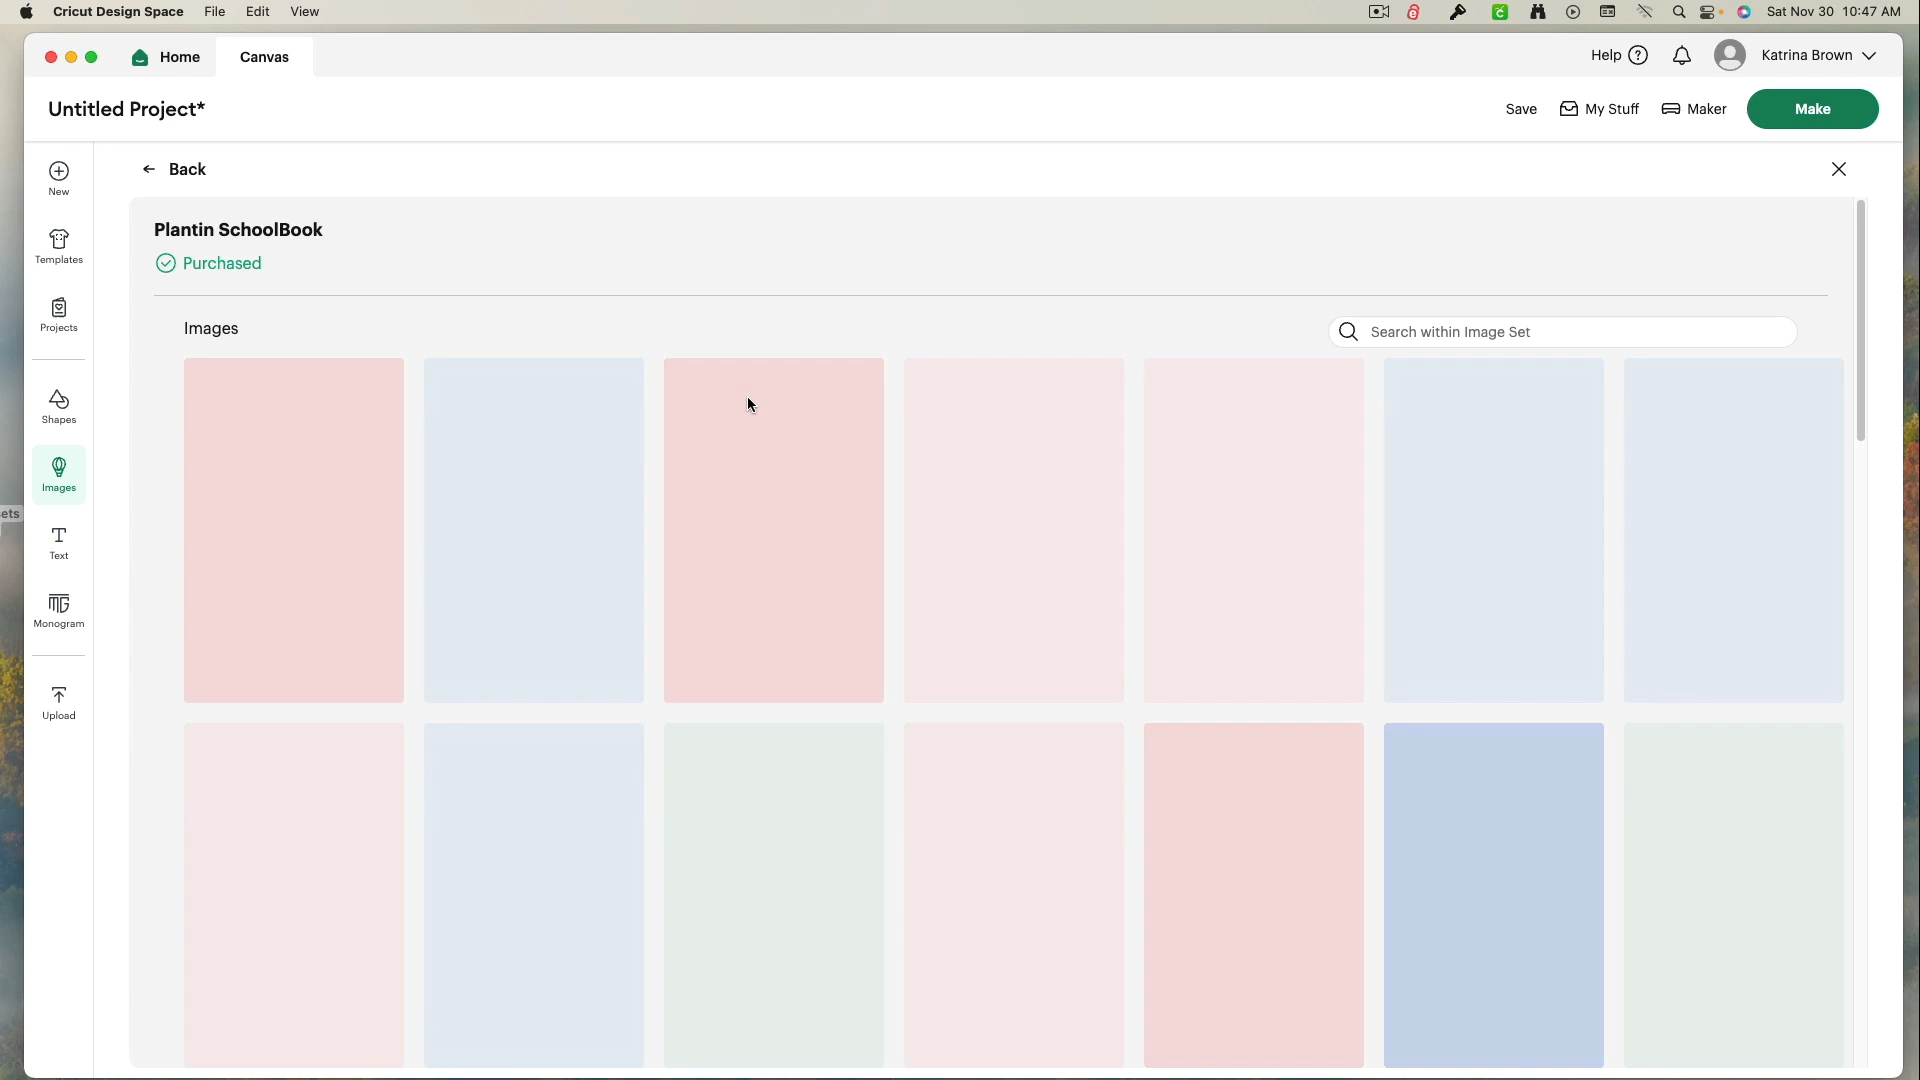 Cricut Design Space File Edit View Sat Nov 30 10:47 AM
Home Canvas Help Katrina Brown
Untitled Project* Save My Stuff Maker Make
New
Templates
Projects
Shapes
Images
Text
Monogram
Upload
ets
Back
Plantin SchoolBook
Purchased
Images Search within Image Set